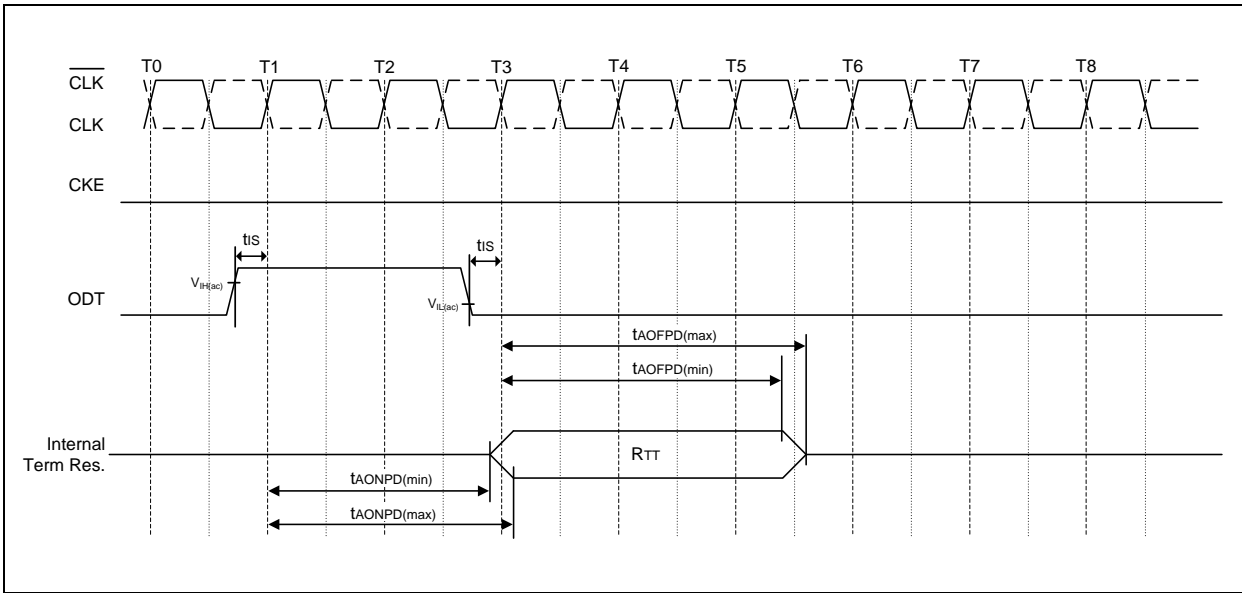 T0 T1 T2 T3 T4 T5 T6 T7 T8
CLK
CLK
CKE
tIS tIS
VIH(ac)
ODT
VIL(ac)
tAOFPD(max)
tAOFPD(min)
Internal
Term Res.
RTT
tAONPD(min)
tAONPD(max)